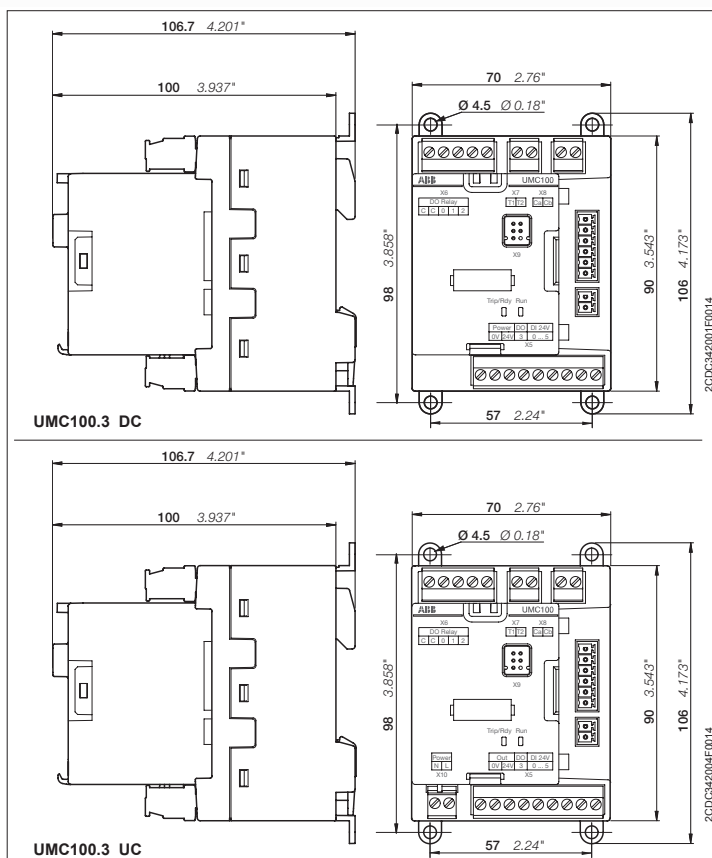 106.7 4.201"
100 3.937"
70 2.76"
Ø 4.5 Ø 0.18"
ABB UMC100
X6 X7 X8
DO Relay T1 T2 Ca Cb
C C 0 1 2
X9
98 3.858"
90 3.543"
106 4.173"
Trip/Rdy Run
Power DO DI 24V
0V 24V 3 0 ... 5
X5
57 2.24"
2CDC342001F0014
UMC100.3 DC
106.7 4.201"
100 3.937"
70 2.76"
Ø 4.5 Ø 0.18"
ABB UMC100
X6 X7 X8
DO Relay T1 T2 Ca Cb
C C 0 1 2
X9
98 3.858"
90 3.543"
106 4.173"
Trip/Rdy Run
Power Out DO DI 24V
N L 0V 24V 3 0 ... 5
X10 X5
57 2.24"
2CDC342004F0014
UMC100.3 UC